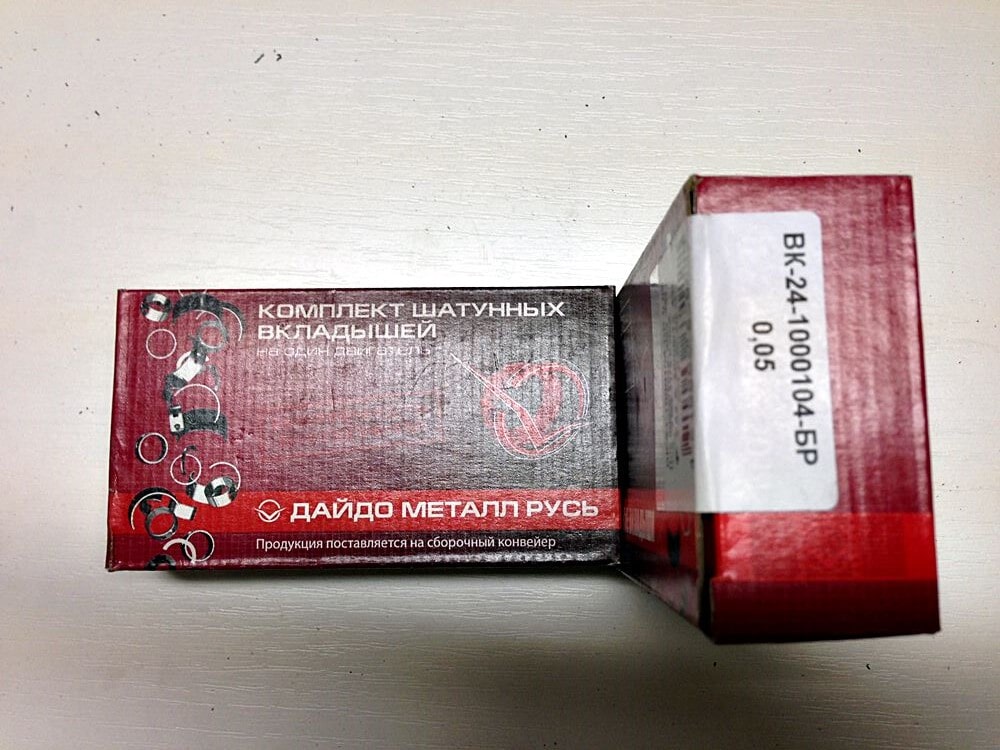 КОМПЛЕКТ ШАТУННЫХ
ВКЛАДЫШЕЙ
на один двигатель
ДАЙДО МЕТАЛЛ РУСЬ
Продукция поставляется на сборочный конвейер
ВК-24-1000104-БР
0,05